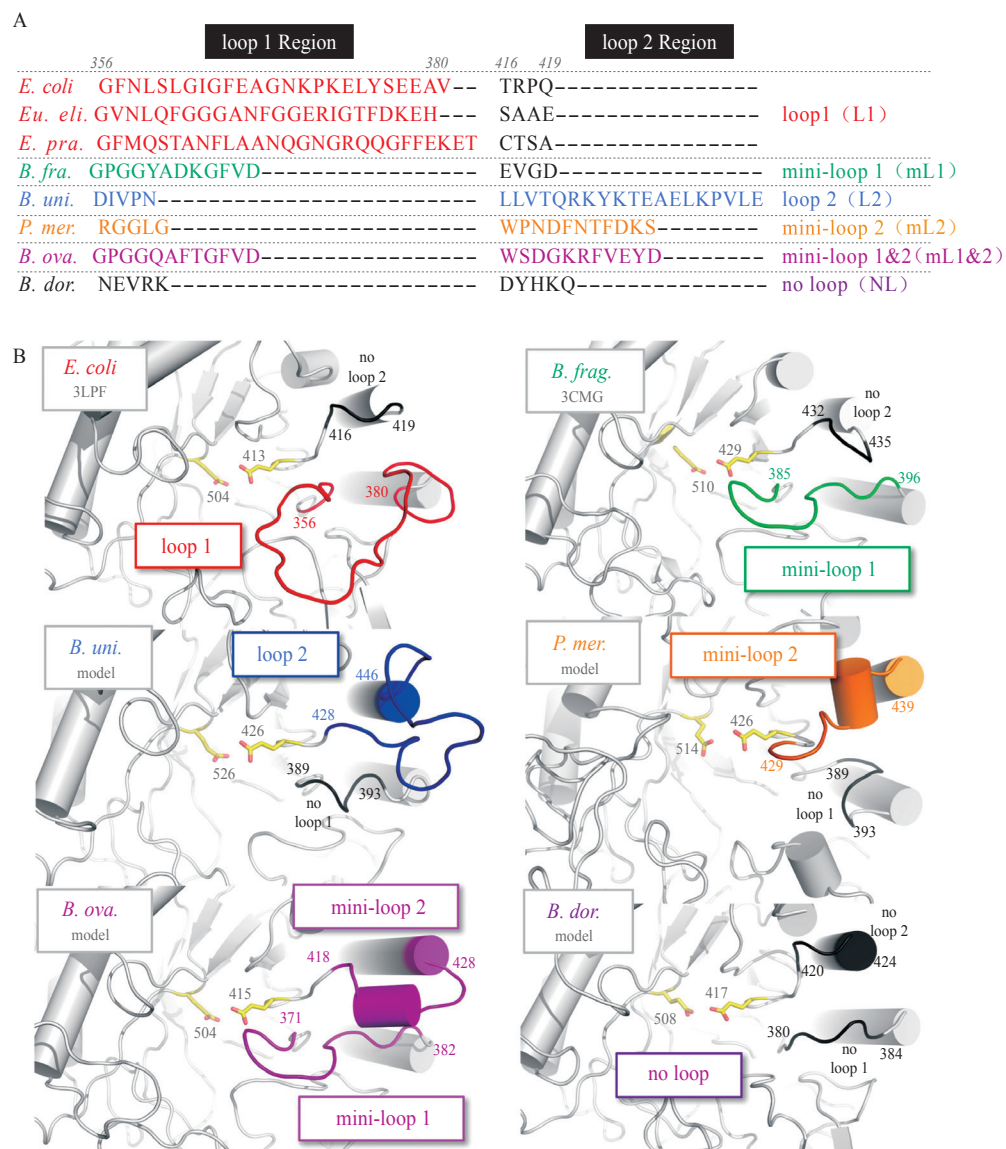 A
loop 1 Region loop 2 Region
356 380 416 419
E. coli GFNLSLGIGFEAGNKPKELYSEEAV-- TRPQ----------------
Eu. eli. GVNLQFGGGANFGGERIGTFDKEH--- SAAE---------------- loop1 (L1)
E. pra. GFMQSTANFLAANQGNGRQQGFFEKET CTSA----------------
B. fra. GPGGYADKGFVD--------------- EVGD---------------- mini-loop 1 (mL1)
B. uni. DIVPN---------------------- LLVTQRKYKTEAELKPVLE loop 2 (L2)
P. mer. RGGLG---------------------- WPNDFNTFDKS-------- mini-loop 2 (mL2)
B. ova. GPGGQAFTGFVD--------------- WSDGKRFVEYD-------- mini-loop 1&2(mL1&2)
B. dor. NEVRK---------------------- DYHKQ--------------- no loop (NL)
B
E. coli
3LPF
no
loop 2
416
419
413
504
380
356
loop 1
B. frag.
3CMG
no
loop 2
432
435
429
510
385
396
mini-loop 1
B. uni.
model
loop 2
446
428
426
526
389
393
no
loop 1
P. mer.
model
mini-loop 2
439
426
514
429
389
no
loop 1
393
B. ova.
model
mini-loop 2
418
428
415
504
371
382
mini-loop 1
B. dor.
model
no
loop 2
420
424
417
508
380
384
no
loop 1
no loop